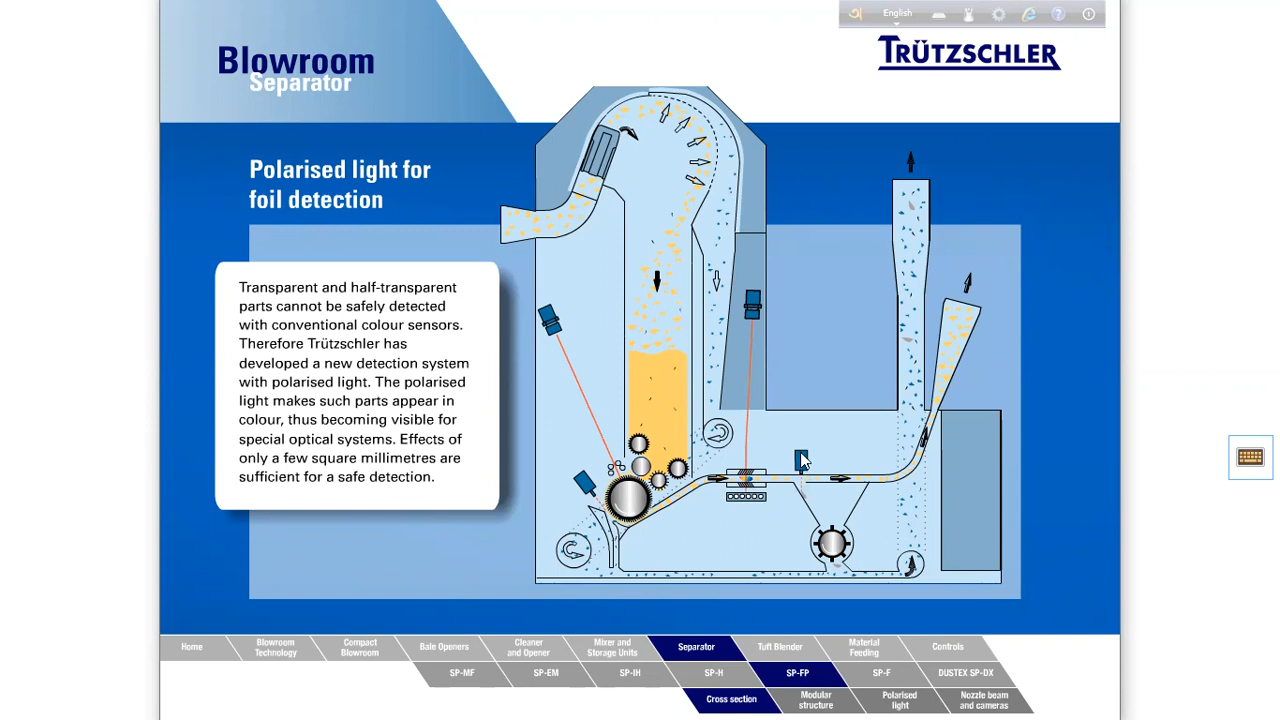 English
Blowroom
Separator
TRÜTZSCHLER
Polarised light for
foil detection
Transparent and half-transparent
parts cannot be safely detected
with conventional colour sensors.
Therefore Trützschler has
developed a new detection system
with polarised light. The polarised
light makes such parts appear in
colour, thus becoming visible for
special optical systems. Effects of
only a few square millimetres are
sufficient for a safe detection.
Home
Blowroom
Technology
Compact
Blowroom
Bale Openers
Cleaner
and Opener
Mixer and
Storage Units
Separator
Tuft Blender
Material
Feeding
Controls
SP-MF
SP-EM
SP-IH
SP-H
SP-FP
SP-F
DUSTEX SP-DX
Cross section
Modular
structure
Polarised
light
Nozzle beam
and cameras